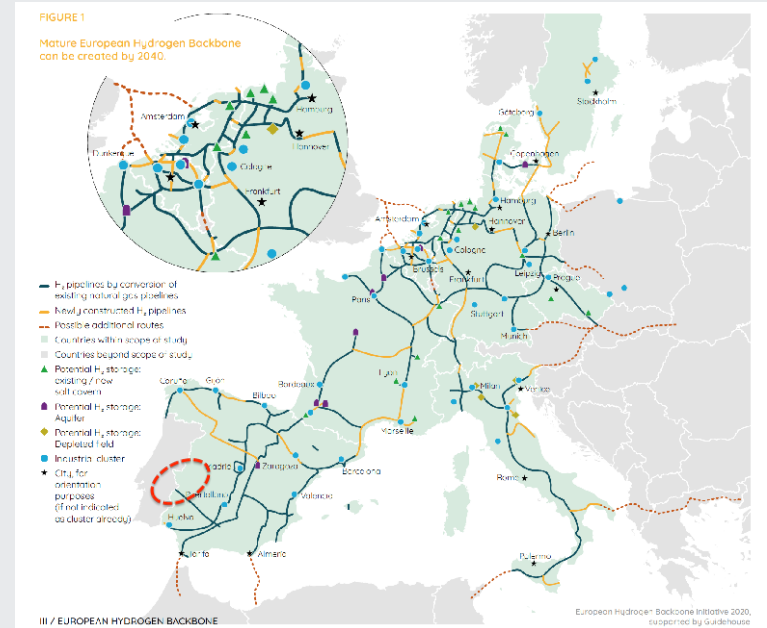 FIGURE 1
Mature European Hydrogen Backbone
can be created by 2040.
Amsterdam
Hamburg
Hannover
Dunkerque
Cologne
Frankfurt
Stockholm
Göteborg
Copenhagen
Hamburg
Hannover
Amsterdam
Berlin
Cologne
Brussels
Leipzig
Frankfurt
Prague
Paris
Stuttgart
Munich
H₂ pipelines by conversion of
existing natural gas pipelines
Newly constructed H₂ pipelines
Possible additional routes
Countries within scope of study
Countries beyond scope of study
Potential H₂ storage:
existing / new
salt cavern
Potential H₂ storage:
Aquifer
Potential H₂ storage:
Depleted field
Industrial cluster
City, for
orientation
purposes
(if not indicated
as cluster already)
Coruña
Gijon
Bilbao
Bordeaux
Lyon
Milan
Venice
Marseille
Zaragoza
Barcelona
Valencia
Huelva
Rome
Tarifa
Almeria
Palermo
III / EUROPEAN HYDROGEN BACKBONE
European Hydrogen Backbone Initiative 2020,
supported by Guidehouse